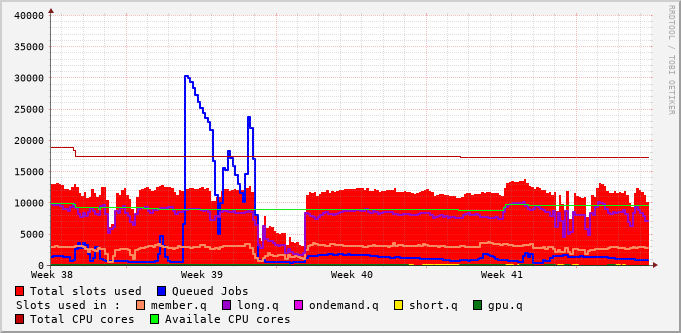 40000
35000
30000
25000
20000
15000
10000
5000
0
Week 38 Week 39 Week 40 Week 41
RRDTOOL / TOBI OETIKER
Total slots used Queued Jobs
Slots used in : member.q long.q ondemand.q short.q gpu.q
Total CPU cores Availale CPU cores